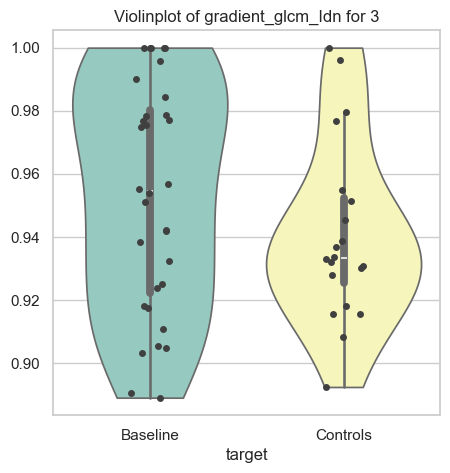 Violinplot of gradient_glcm_Idn for 3
1.00
0.98
0.96
0.94
0.92
0.90
Baseline
Controls
target